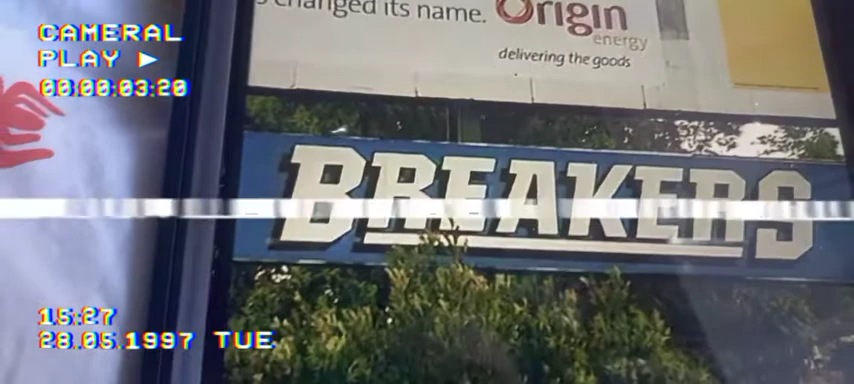 CAMERAL
PLAY ►
00:00:03:20
changed its name.
Origin
energy
delivering the goods
BREAKERS
15:27
28.05.1997 TUE